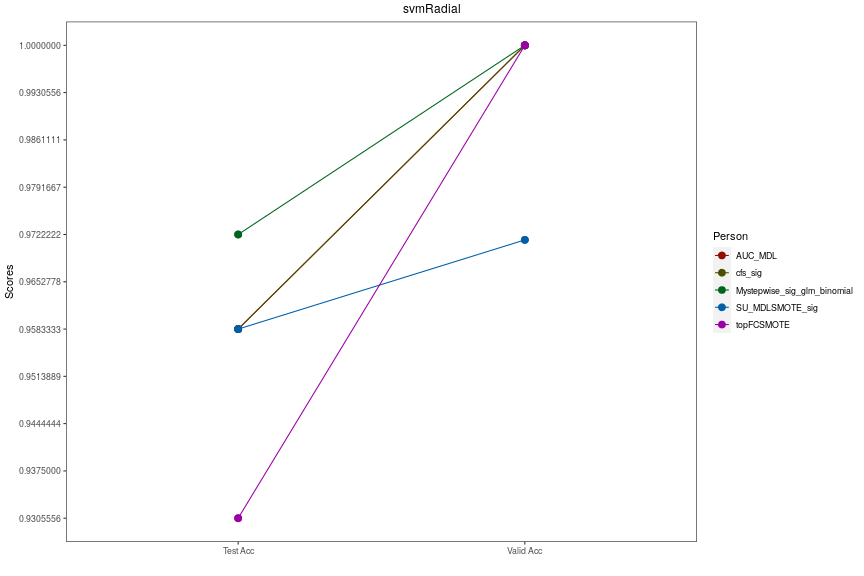 svmRadial
1.0000000
0.9930556
0.9861111
0.9791667
0.9722222
0.9652778
0.9583333
0.9513889
0.9444444
0.9375000
0.9305556
Scores
Test Acc
Valid Acc
Person
AUC_MDL
cfs_sig
Mystepwise_sig_glm_binomial
SU_MDLSMOTE_sig
topFCSMOTE